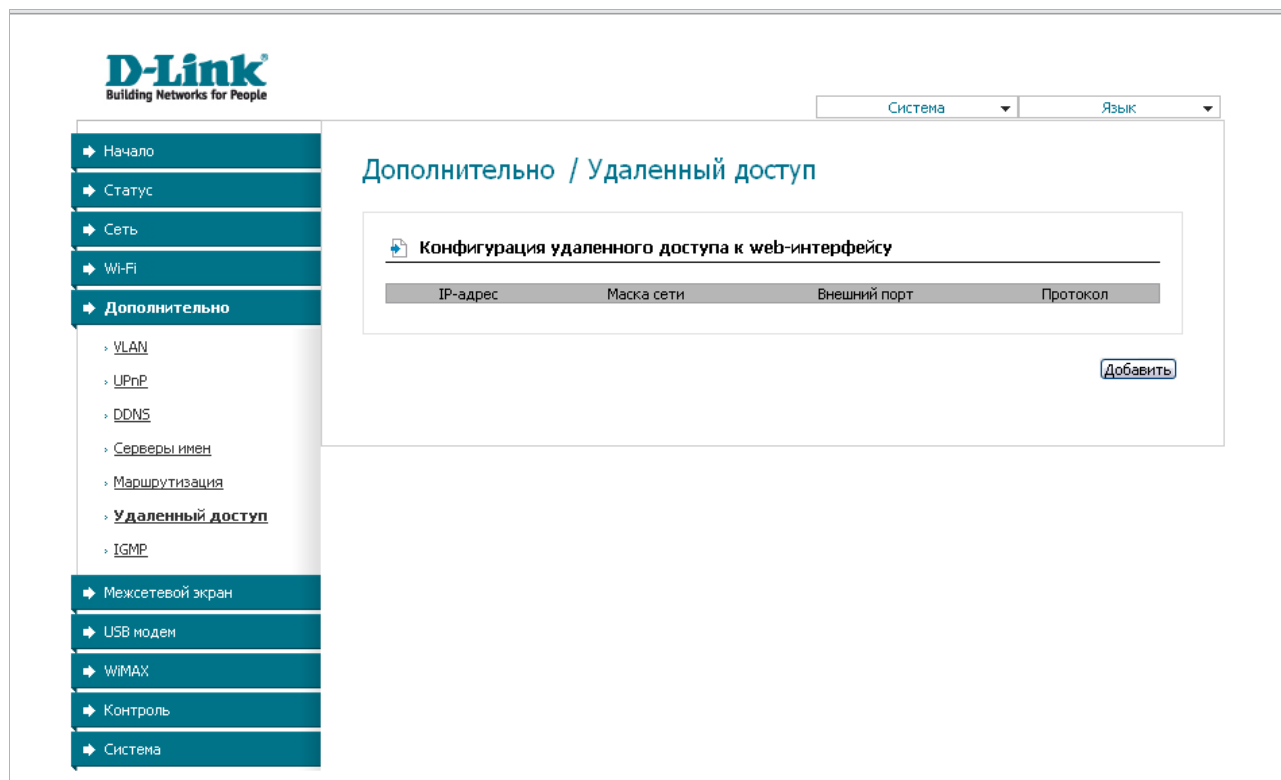 D-Link
Building Networks for People
Система
Язык
Начало
Статус
Сеть
Wi-Fi
Дополнительно
VLAN
UPnP
DDNS
Серверы имен
Маршрутизация
Удаленный доступ
IGMP
Межсетевой экран
USB модем
WiMAX
Контроль
Система
Дополнительно / Удаленный доступ
Конфигурация удаленного доступа к web-интерфейсу
IP-адрес Маска сети Внешний порт Протокол
Добавить